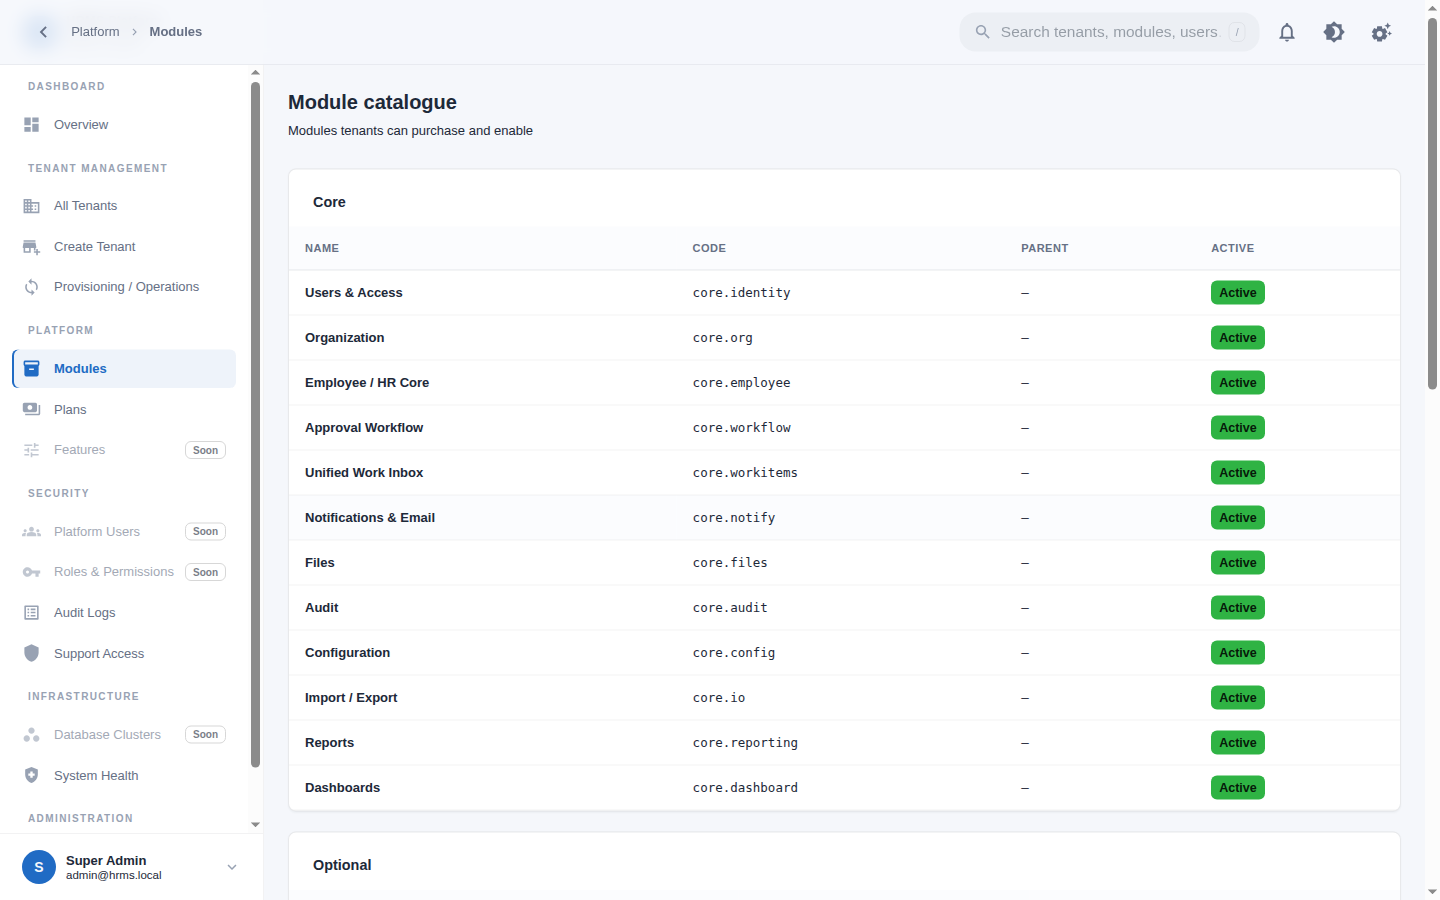 Platform
Modules
Search tenants, modules, users.
/
DASHBOARD
Overview
TENANT MANAGEMENT
All Tenants
Create Tenant
Provisioning / Operations
PLATFORM
Modules
Plans
Features Soon
SECURITY
Platform Users Soon
Roles & Permissions Soon
Audit Logs
Support Access
INFRASTRUCTURE
Database Clusters Soon
System Health
ADMINISTRATION
S
Super Admin
admin@hrms.local
Module catalogue
Modules tenants can purchase and enable
Core
NAME CODE PARENT ACTIVE
Users & Access core.identity – Active
Organization core.org – Active
Employee / HR Core core.employee – Active
Approval Workflow core.workflow – Active
Unified Work Inbox core.workitems – Active
Notifications & Email core.notify – Active
Files core.files – Active
Audit core.audit – Active
Configuration core.config – Active
Import / Export core.io – Active
Reports core.reporting – Active
Dashboards core.dashboard – Active
Optional